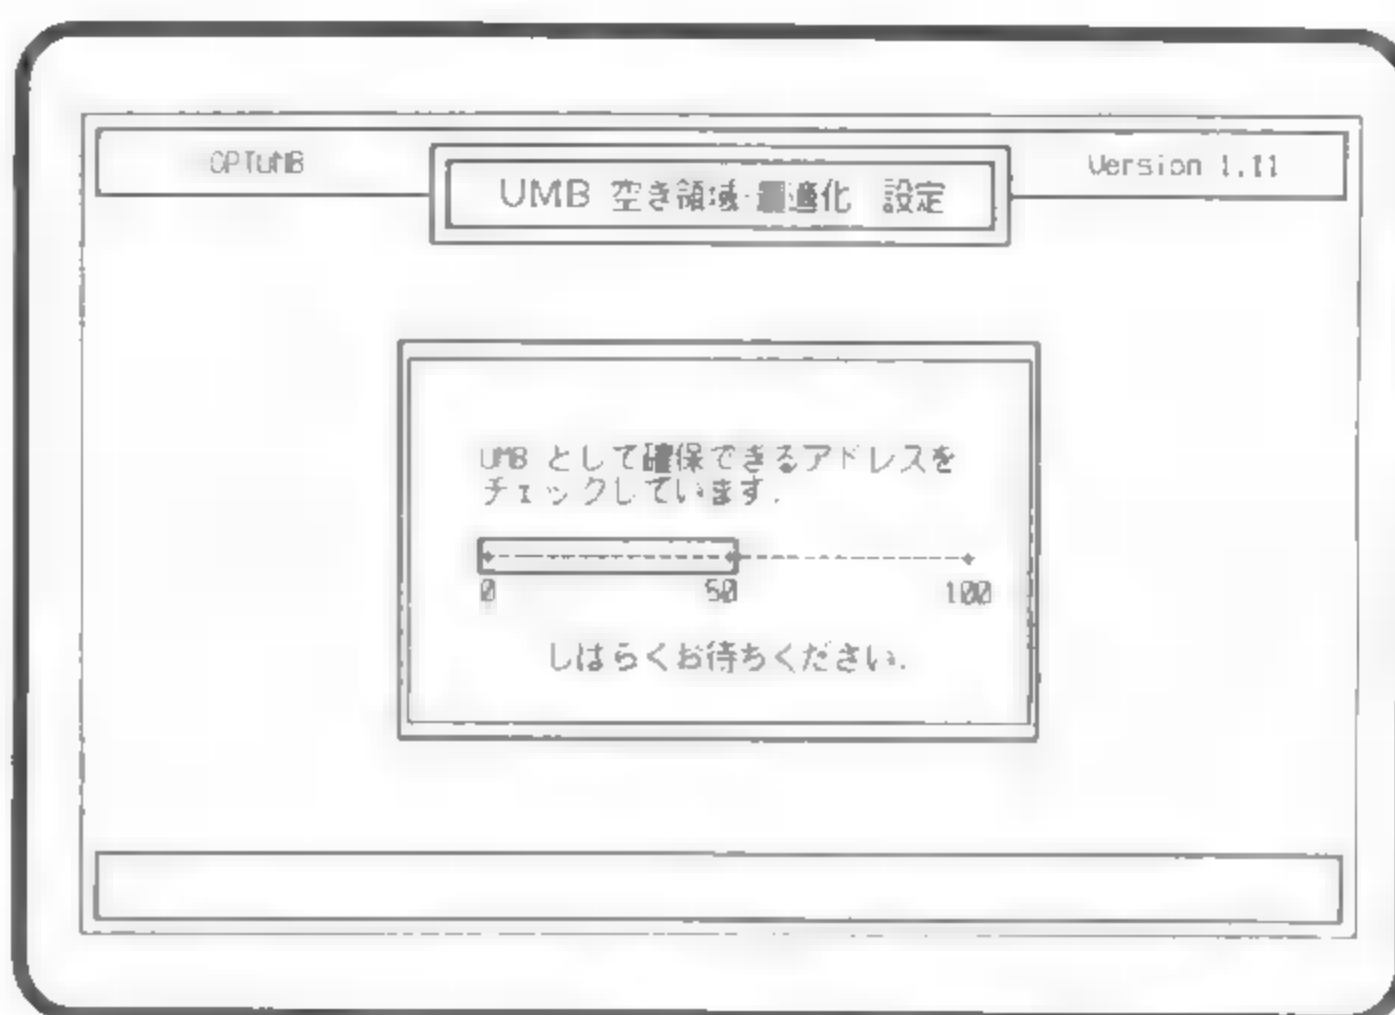 OPTUMB
UMB 空き領域 最適化 設定
Version 1.11
UMB として確保できるアドレスを
チェックしています.
0 50 100
しばらくお待ちください.